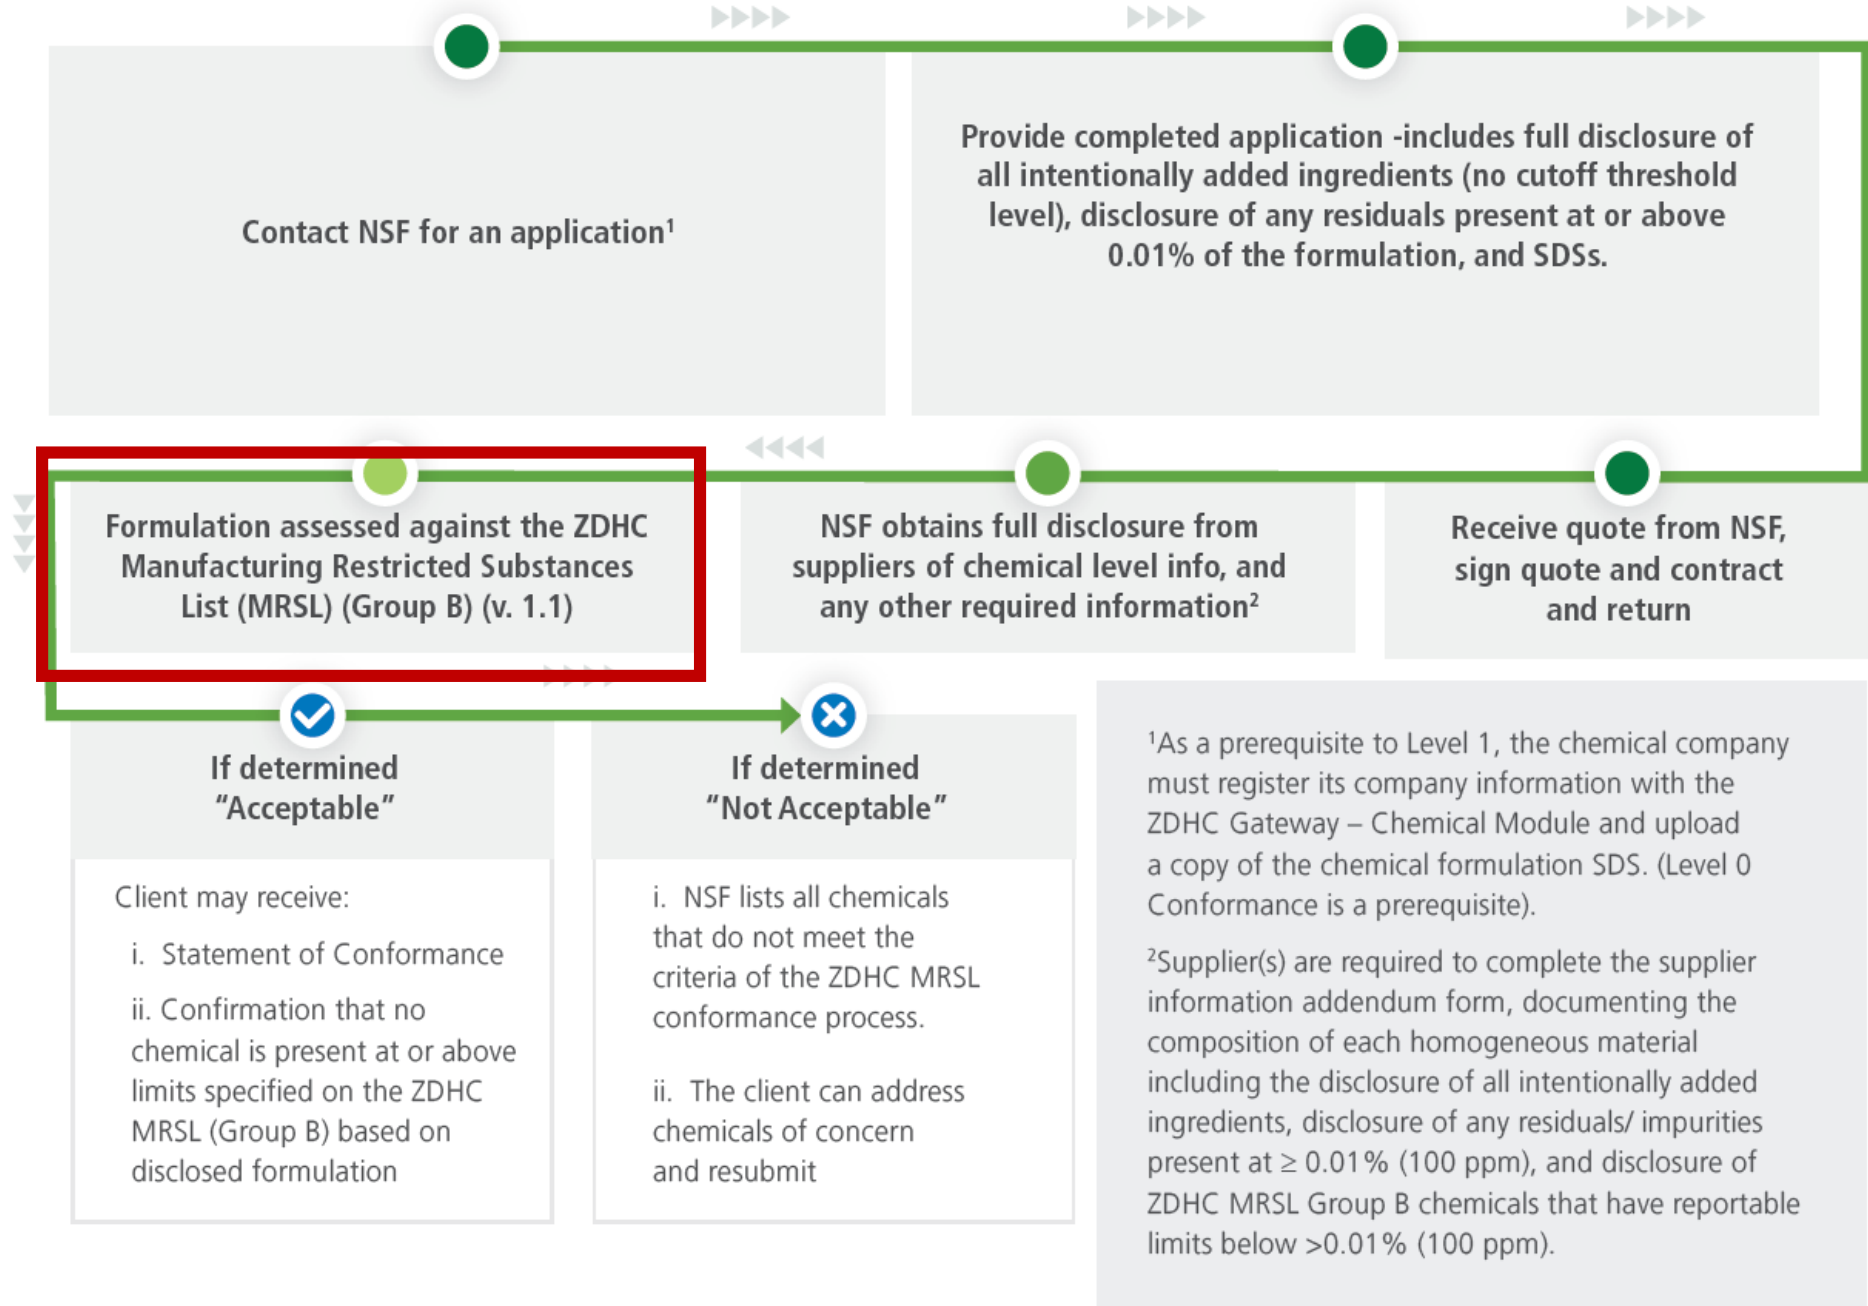 Contact NSF for an application¹
Provide completed application -includes full disclosure of
all intentionally added ingredients (no cutoff threshold
level), disclosure of any residuals present at or above
0.01% of the formulation, and SDSs.
Formulation assessed against the ZDHC
Manufacturing Restricted Substances
List (MRSL) (Group B) (v. 1.1)
NSF obtains full disclosure from
suppliers of chemical level info, and
any other required information²
Receive quote from NSF,
sign quote and contract
and return
If determined
“Acceptable”
Client may receive:
i. Statement of Conformance
ii. Confirmation that no
chemical is present at or above
limits specified on the ZDHC
MRSL (Group B) based on
disclosed formulation
If determined
“Not Acceptable”
i. NSF lists all chemicals
that do not meet the
criteria of the ZDHC MRSL
conformance process.
ii. The client can address
chemicals of concern
and resubmit
¹As a prerequisite to Level 1, the chemical company
must register its company information with the
ZDHC Gateway – Chemical Module and upload
a copy of the chemical formulation SDS. (Level 0
Conformance is a prerequisite).
²Supplier(s) are required to complete the supplier
information addendum form, documenting the
composition of each homogeneous material
including the disclosure of all intentionally added
ingredients, disclosure of any residuals/ impurities
present at ≥ 0.01% (100 ppm), and disclosure of
ZDHC MRSL Group B chemicals that have reportable
limits below >0.01% (100 ppm).